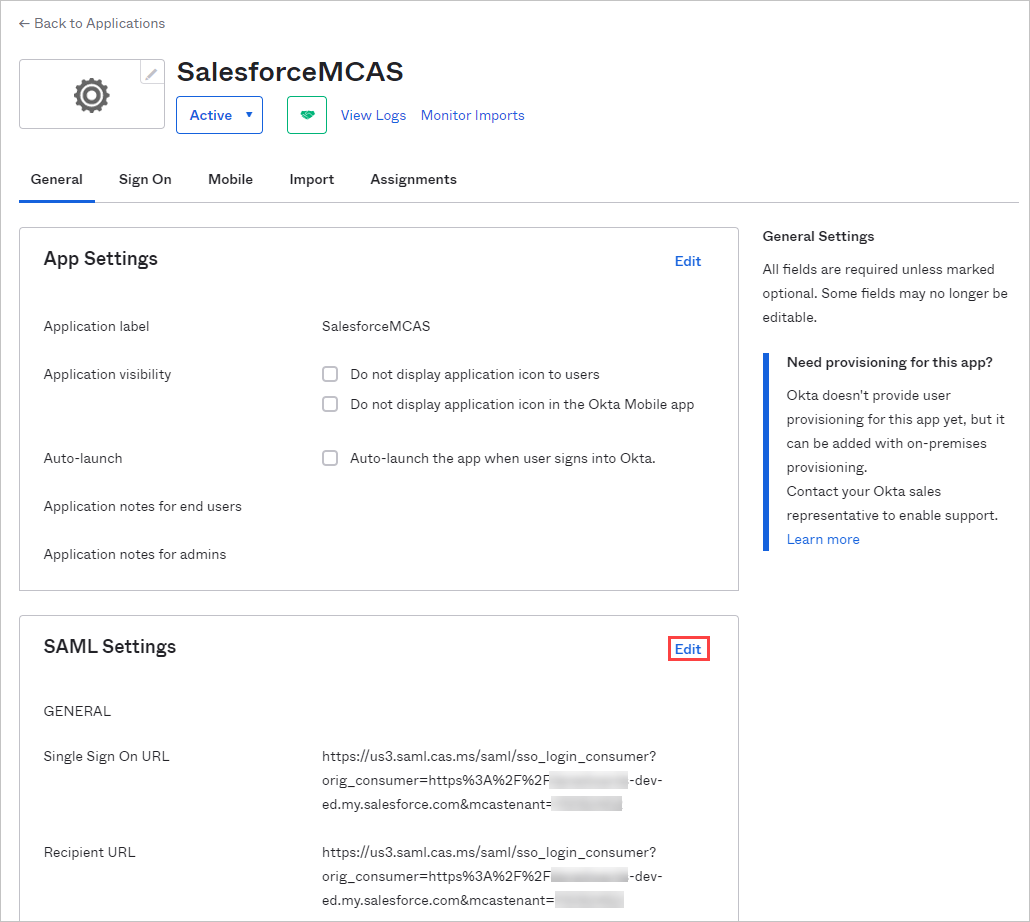 ← Back to Applications
SalesforceMCAS
Active ▼
View Logs
Monitor Imports
General
Sign On
Mobile
Import
Assignments
App Settings
Edit
Application label
SalesforceMCAS
Application visibility
Do not display application icon to users
Do not display application icon in the Okta Mobile app
Auto-launch
Auto-launch the app when user signs into Okta.
Application notes for end users
Application notes for admins
General Settings
All fields are required unless marked
optional. Some fields may no longer be
editable.
Need provisioning for this app?
Okta doesn't provide user
provisioning for this app yet, but it
can be added with on-premises
provisioning.
Contact your Okta sales
representative to enable support.
Learn more
SAML Settings
Edit
GENERAL
Single Sign On URL
https://us3.saml.cas.ms/saml/sso_login_consumer?
orig_consumer=https%3A%2F%2F -dev-
ed.my.salesforce.com&mcastenant=
Recipient URL
https://us3.saml.cas.ms/saml/sso_login_consumer?
orig_consumer=https%3A%2F%2F -dev-
ed.my.salesforce.com&mcastenant=